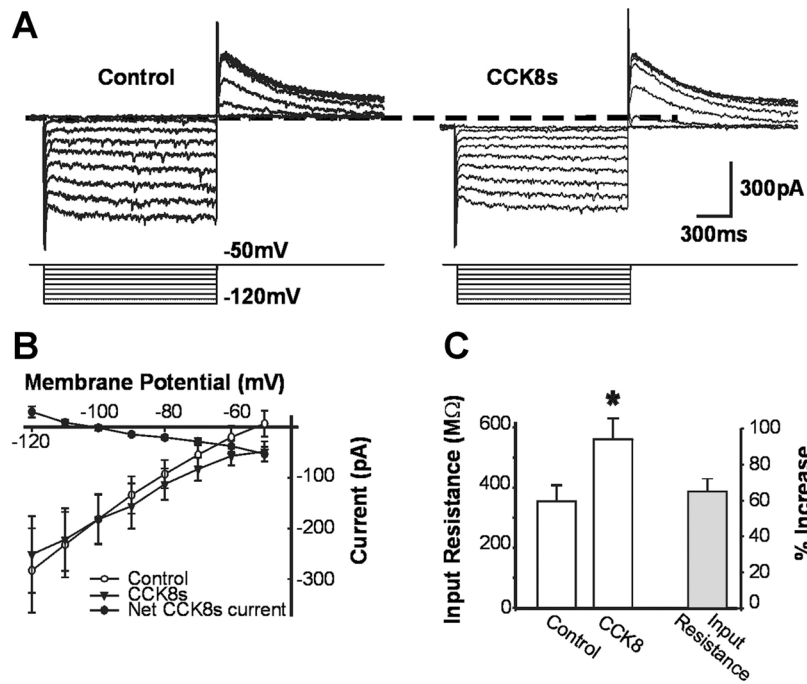 A
Control
CCK8s
300pA
300ms
-50mV
-120mV
B
Membrane Potential (mV)
-120
-100
-80
-60
-100
-200
-300
Current (pA)
Control
CCK8s
Net CCK8s current
C
Input Resistance (MΩ)
600
400
200
0
*
100
80
60
40
20
0
% Increase
Control
CCK8
Input
Resistance